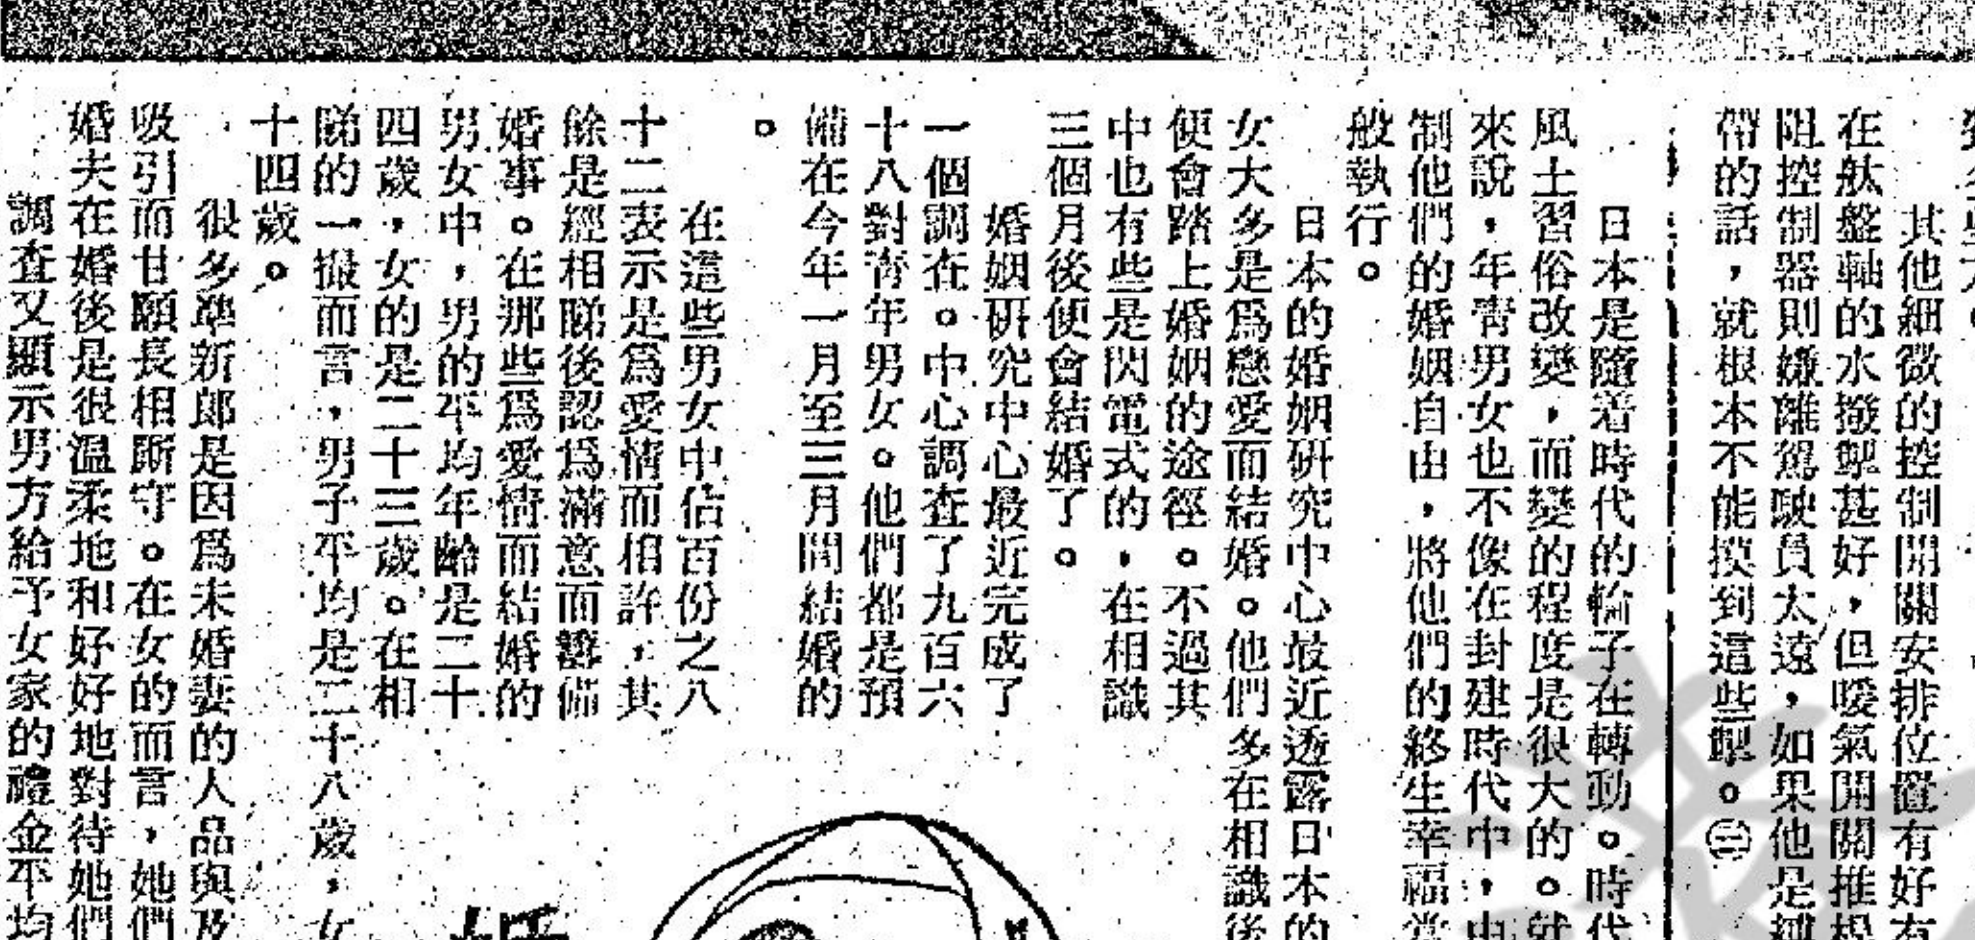 其他細微的控制開關安排位置有好有
在舦盤軸的水撥掣甚好，但暖氣開關推桿
阻控制器則嫌離駕駛員太遠，如果他是縛
帶的話，就根本不能摸到這些掣。㊁
日本是隨着時代的輪子在轉動。時代
風土習俗改變，而變的程度是很大的。就
來說，年靑男女也不像在封建時代中，由
制他們的婚姻自由，將他們的終生幸福當
般執行。
日本的婚姻研究中心最近透露日本的
女大多是爲戀愛而結婚。他們多在相識後
便會踏上婚姻的途徑。不過其
中也有些是閃電式的，在相識
三個月後便會結婚了。
婚姻研究中心最近完成了
一個調查。中心調查了九百六
十八對靑年男女。他們都是預
備在今年一月至三月間結婚的
。
在這些男女中佔百份之八
十二表示是爲愛情而相許，其
餘是經相睇後認爲滿意而籌備
婚事。在那些爲愛情而結婚的
男女中，男的平均年齡是二十
四歲，女的是二十三歲。在相
睇的一撮而言，男子平均是二十八歲，女
十四歲。
很多準新郎是因爲未婚妻的人品與及
吸引而甘願長相廝守。在女的而言，她們
婚夫在婚後是很溫柔地和好好地對待她們
調查又顯示男方給予女家的禮金平均